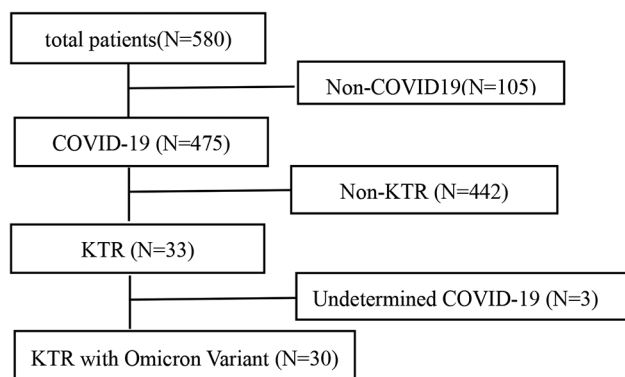 total patients(N=580)
Non-COVID19(N=105)
COVID-19 (N=475)
Non-KTR (N=442)
KTR (N=33)
Undetermined COVID-19 (N=3)
KTR with Omicron Variant (N=30)